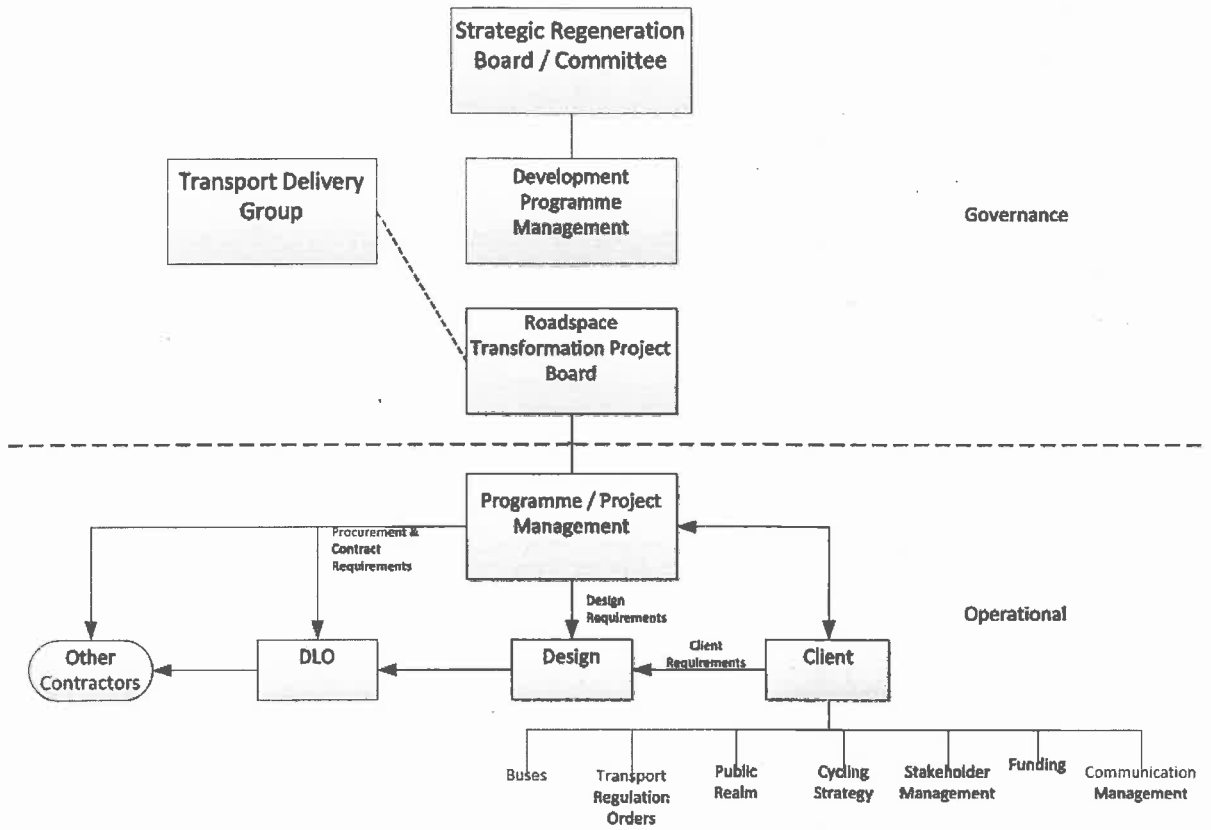 Strategic Regeneration
Board / Committee
Transport Delivery
Group
Development
Programme
Management
Governance
Roadspace
Transformation Project
Board
Programme / Project
Management
Procurement &
Contract
Requirements
Design
Requirements
Operational
Other
Contractors
DLO
Design
Client
Requirements
Client
Buses
Transport
Regulation
Orders
Public
Realm
Cycling
Strategy
Stakeholder
Management
Funding
Communication
Management